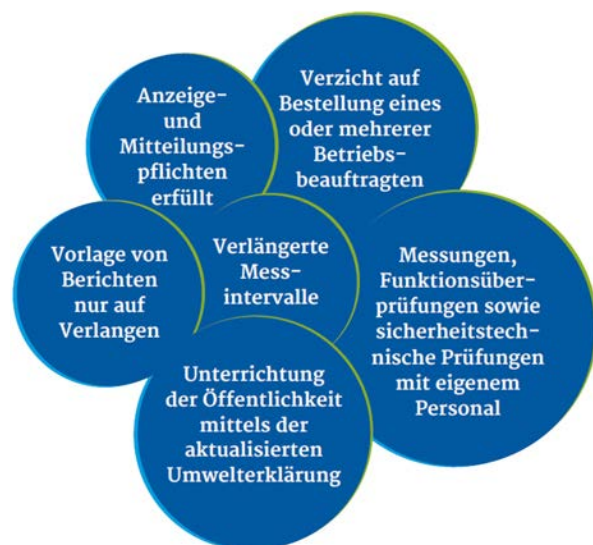 Anzeige-
und
Mitteilungs-
pflichten
erfüllt
Verzicht auf
Bestellung eines
oder mehrerer
Betriebs-
beauftragten
Vorlage von
Berichten
nur auf
Verlangen
Verlängerte
Mess-
intervalle
Messungen,
Funktionsüber-
prüfungen sowie
sicherheitstech-
nische Prüfungen
mit eigenem
Personal
Unterrichtung
der Öffentlichkeit
mittels der
aktualisierten
Umwelterklärung